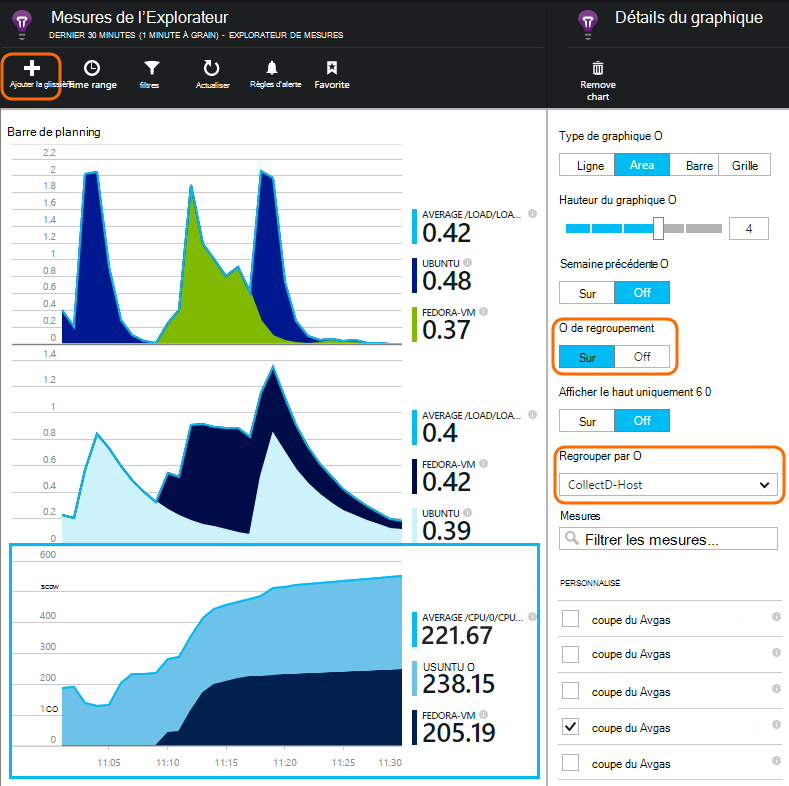 Mesures de l’Explorateur
DERNIER 30 MINUTES (1 MINUTE À GRAIN) - EXPLORATEUR DE MESURES
Ajouter la glissière
Time range
filtres
Actualiser
Règles d'alerte
Favorite
Barre de planning
2.2
2
1.8
1.6
1.4
1.2
1
0.8
0.6
0.4
0.2
0
AVERAGE /LOAD/LOA...
0.42
UBUNTU
0.48
FEDORA-VM
0.37
1.4
1.2
1
0.8
0.6
0.4
0.2
0
AVERAGE /LOAD/LOA...
0.4
FEDORA-VM
0.42
UBUNTU
0.39
600
scow
400
300
200
1CO
0
11:05
11:10
11:15
11:20
11:25
11:30
AVERAGE /CPU/0/CPU...
221.67
USUNTU O
238.15
FEDORA-VM
205.19
Détails du graphique
Remove
chart
Type de graphique O
Ligne
Area
Barre
Grille
Hauteur du graphique O
4
Semaine précédente O
Sur
Off
O de regroupement
Sur
Off
Afficher le haut uniquement 6 0
Sur
Off
Regrouper par O
CollectD-Host
Mesures
Filtrer les mesures...
PERSONNALISÉ
coupe du Avgas
coupe du Avgas
coupe du Avgas
coupe du Avgas
coupe du Avgas